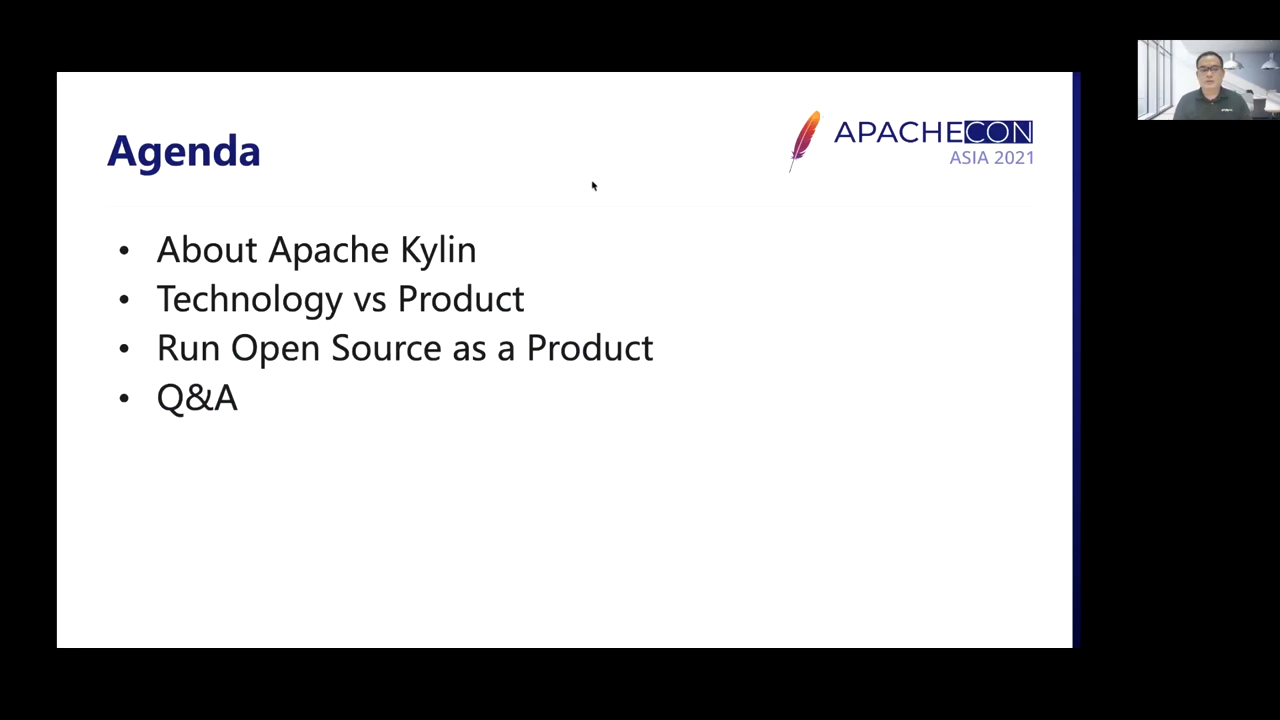 Agenda
APACHECON
ASIA 2021
• About Apache Kylin
• Technology vs Product
• Run Open Source as a Product
• Q&A